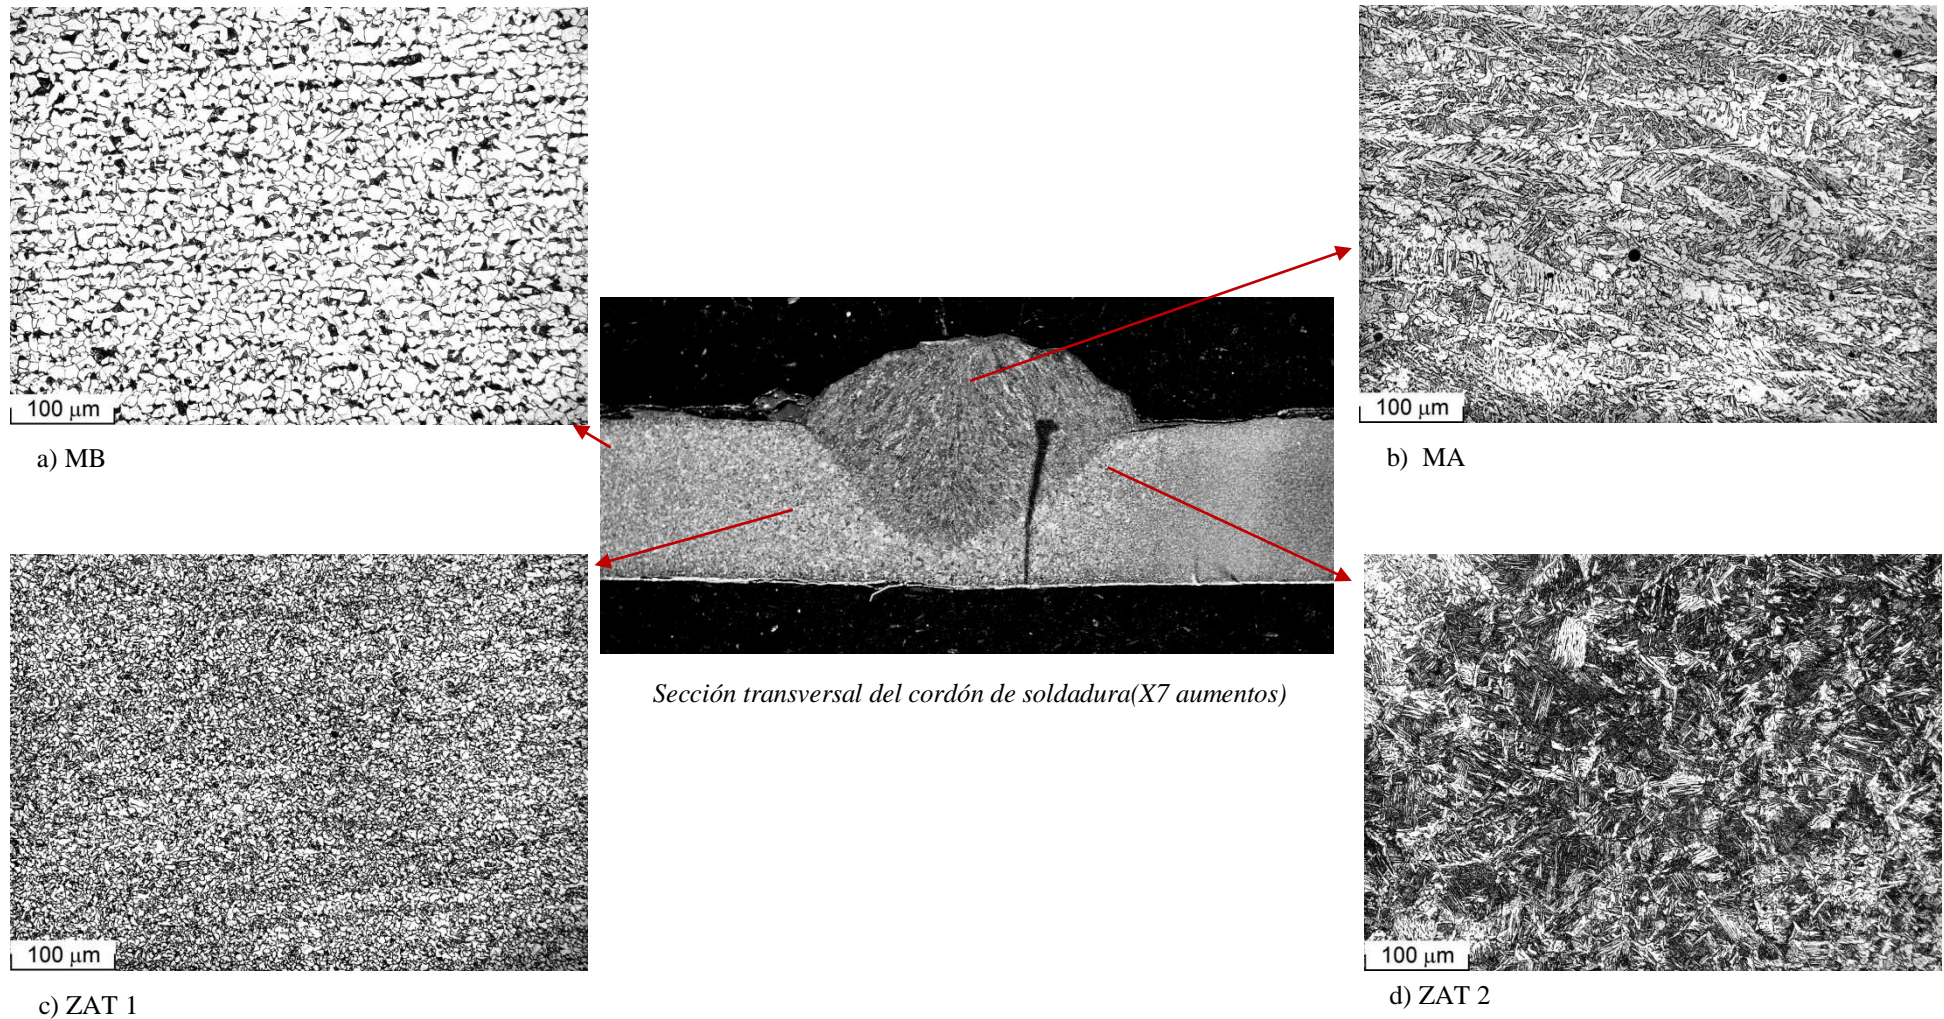 100 µm
100 µm
a) MB
b) MA
Sección transversal del cordón de soldadura(X7 aumentos)
100 µm
100 µm
c) ZAT 1
d) ZAT 2